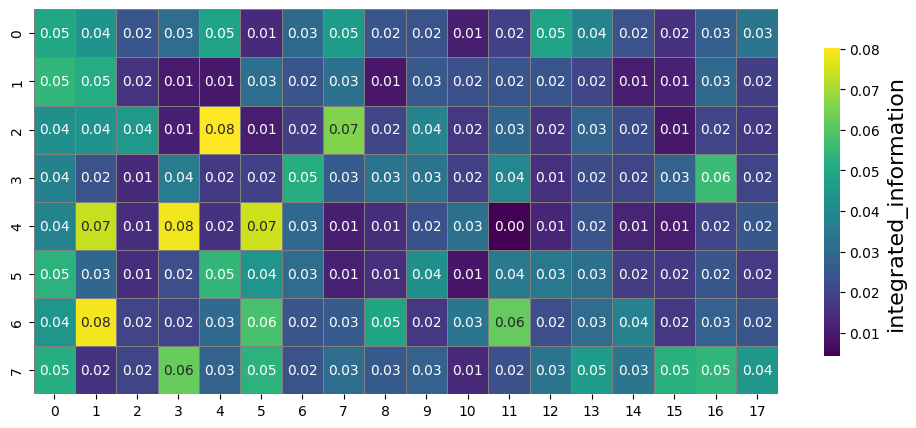 0 0.05 0.04 0.02 0.03 0.05 0.01 0.03 0.05 0.02 0.02 0.01 0.02 0.05 0.04 0.02 0.02 0.03 0.03
1 0.05 0.05 0.02 0.01 0.01 0.03 0.02 0.03 0.01 0.03 0.02 0.02 0.02 0.02 0.01 0.01 0.03 0.02
2 0.04 0.04 0.04 0.01 0.08 0.01 0.02 0.07 0.02 0.04 0.02 0.03 0.02 0.03 0.02 0.01 0.02 0.02
3 0.04 0.02 0.01 0.04 0.02 0.02 0.05 0.03 0.03 0.03 0.02 0.04 0.01 0.02 0.02 0.03 0.06 0.02
4 0.04 0.07 0.01 0.08 0.02 0.07 0.03 0.01 0.01 0.02 0.03 0.00 0.01 0.02 0.01 0.01 0.02 0.02
5 0.05 0.03 0.01 0.02 0.05 0.04 0.03 0.01 0.01 0.04 0.01 0.04 0.03 0.03 0.02 0.02 0.02 0.02
6 0.04 0.08 0.02 0.02 0.03 0.06 0.02 0.03 0.05 0.02 0.03 0.06 0.02 0.03 0.04 0.02 0.03 0.02
7 0.05 0.02 0.02 0.06 0.03 0.05 0.02 0.03 0.03 0.03 0.01 0.02 0.03 0.05 0.03 0.05 0.05 0.04
0 1 2 3 4 5 6 7 8 9 10 11 12 13 14 15 16 17
0.08
0.07
0.06
0.05
0.04
0.03
0.02
0.01
integrated_information